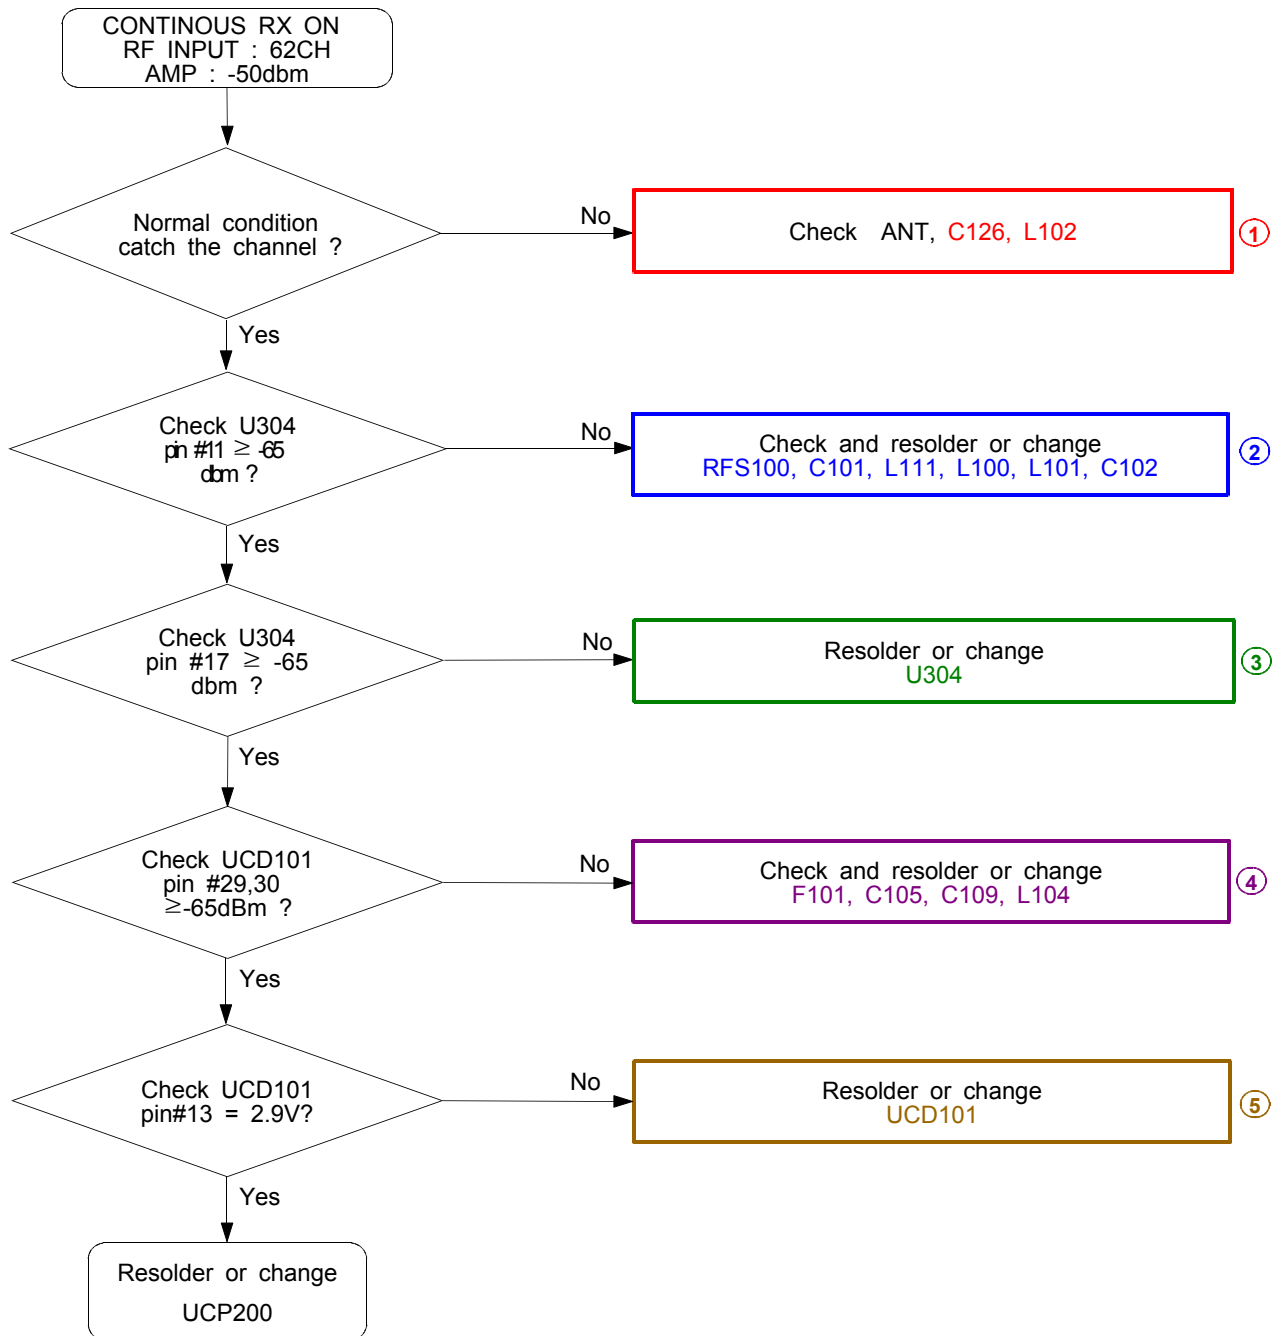 CONTINOUS RX ON
RF INPUT : 62CH
AMP : -50dbm
Normal condition
catch the channel ?
No
Check ANT, C126, L102
1
Yes
Check U304
pin #11 ≥ -65
dbm ?
No
Check and resolder or change
RFS100, C101, L111, L100, L101, C102
2
Yes
Check U304
pin #17 ≥ -65
dbm ?
No
Resolder or change
U304
3
Yes
Check UCD101
pin #29,30
≥-65dBm ?
No
Check and resolder or change
F101, C105, C109, L104
4
Yes
Check UCD101
pin#13 = 2.9V?
No
Resolder or change
UCD101
5
Yes
Resolder or change
UCP200